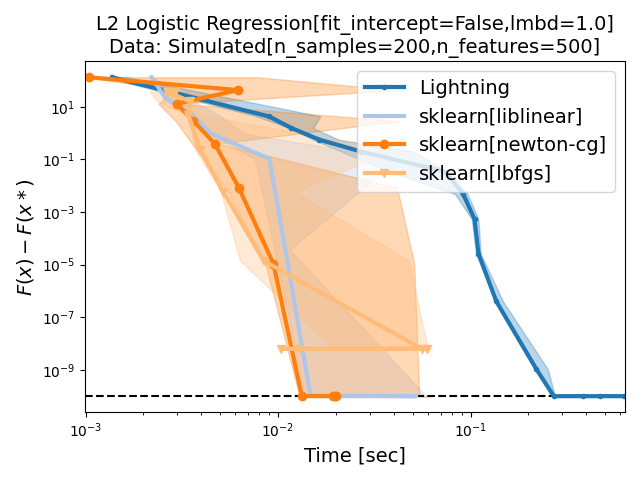 L2 Logistic Regression[fit_intercept=False,lmbd=1.0]
Data: Simulated[n_samples=200,n_features=500]
Lightning
sklearn[liblinear]
sklearn[newton-cg]
sklearn[lbfgs]
F(x) − F(x*)
10¹
10⁻¹
10⁻³
10⁻⁵
10⁻⁷
10⁻⁹
10⁻³
10⁻²
10⁻¹
Time [sec]